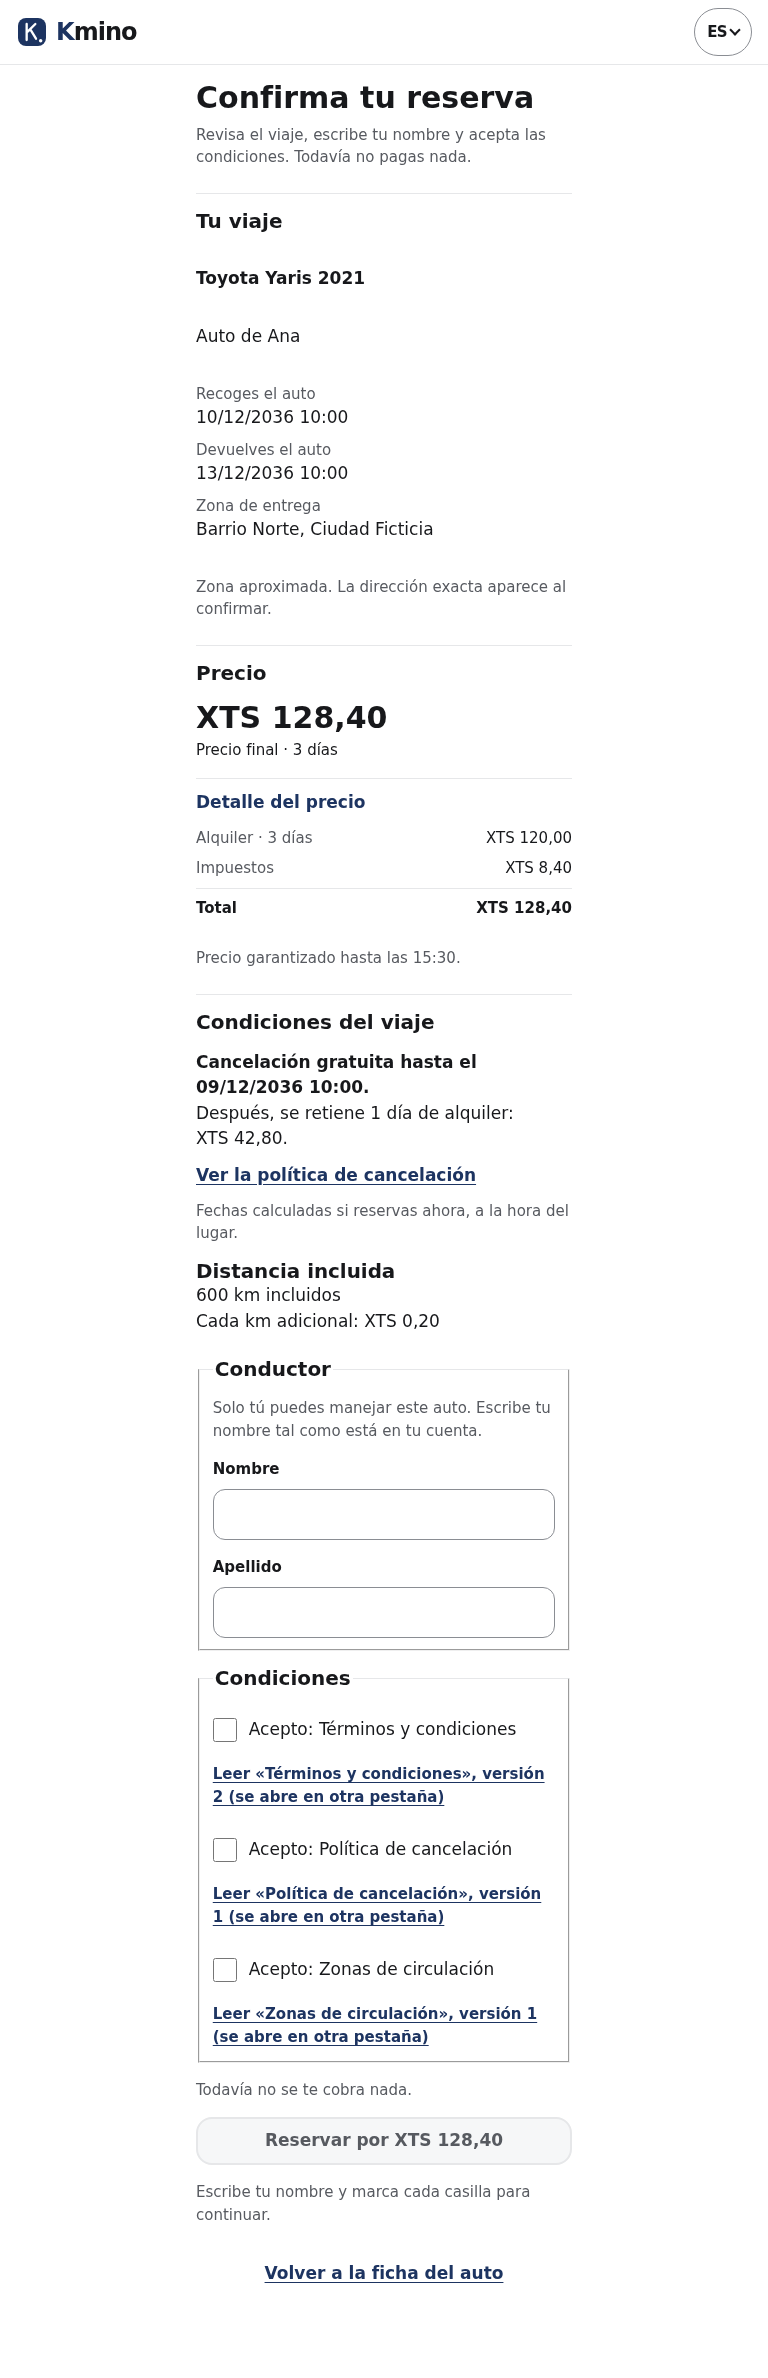 Kmino
ES
Confirma tu reserva
Revisa el viaje, escribe tu nombre y acepta las
condiciones. Todavía no pagas nada.
Tu viaje
Toyota Yaris 2021
Auto de Ana
Recoges el auto
10/12/2036 10:00
Devuelves el auto
13/12/2036 10:00
Zona de entrega
Barrio Norte, Ciudad Ficticia
Zona aproximada. La dirección exacta aparece al
confirmar.
Precio
XTS 128,40
Precio final · 3 días
Detalle del precio
Alquiler · 3 días XTS 120,00
Impuestos XTS 8,40
Total XTS 128,40
Precio garantizado hasta las 15:30.
Condiciones del viaje
Cancelación gratuita hasta el
09/12/2036 10:00.
Después, se retiene 1 día de alquiler:
XTS 42,80.
Ver la política de cancelación
Fechas calculadas si reservas ahora, a la hora del
lugar.
Distancia incluida
600 km incluidos
Cada km adicional: XTS 0,20
Conductor
Solo tú puedes manejar este auto. Escribe tu
nombre tal como está en tu cuenta.
Nombre
Apellido
Condiciones
Acepto: Términos y condiciones
Leer «Términos y condiciones», versión
2 (se abre en otra pestaña)
Acepto: Política de cancelación
Leer «Política de cancelación», versión
1 (se abre en otra pestaña)
Acepto: Zonas de circulación
Leer «Zonas de circulación», versión 1
(se abre en otra pestaña)
Todavía no se te cobra nada.
Reservar por XTS 128,40
Escribe tu nombre y marca cada casilla para
continuar.
Volver a la ficha del auto